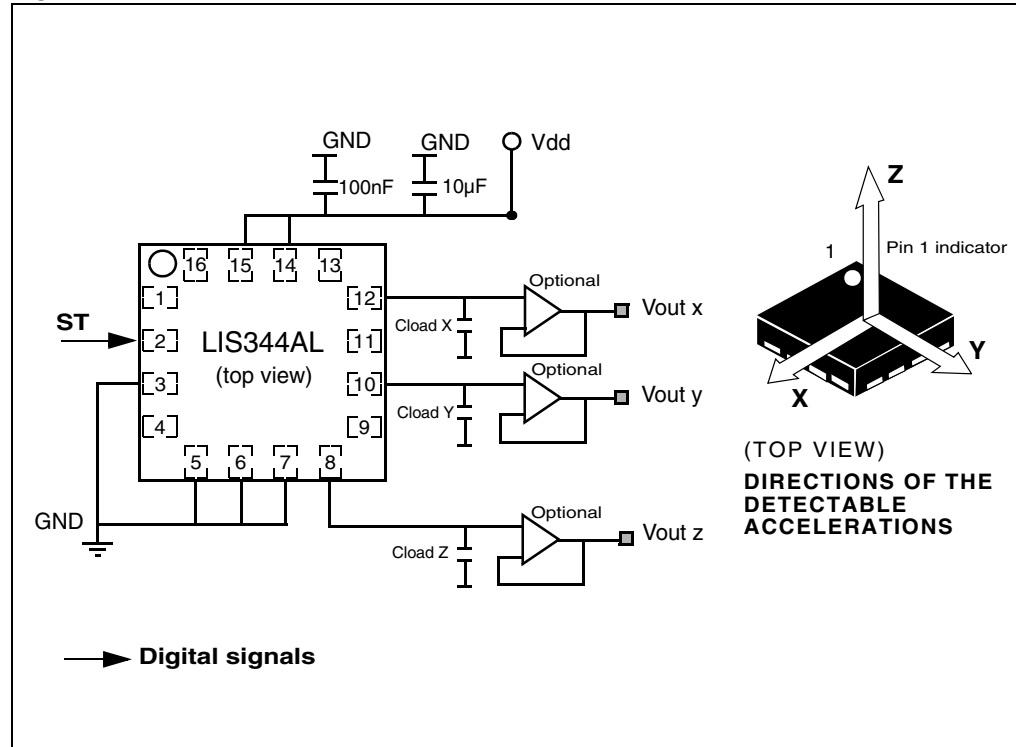 GND
GND
Vdd
100nF
10µF
16
15
14
13
1
2
3
4
12
11
10
9
5
6
7
8
LIS344AL
(top view)
ST
GND
Optional
Cload X
Vout x
Optional
Cload Y
Vout y
Optional
Cload Z
Vout z
Z
1
Pin 1 indicator
Y
X
(TOP VIEW)
DIRECTIONS OF THE
DETECTABLE
ACCELERATIONS
Digital signals